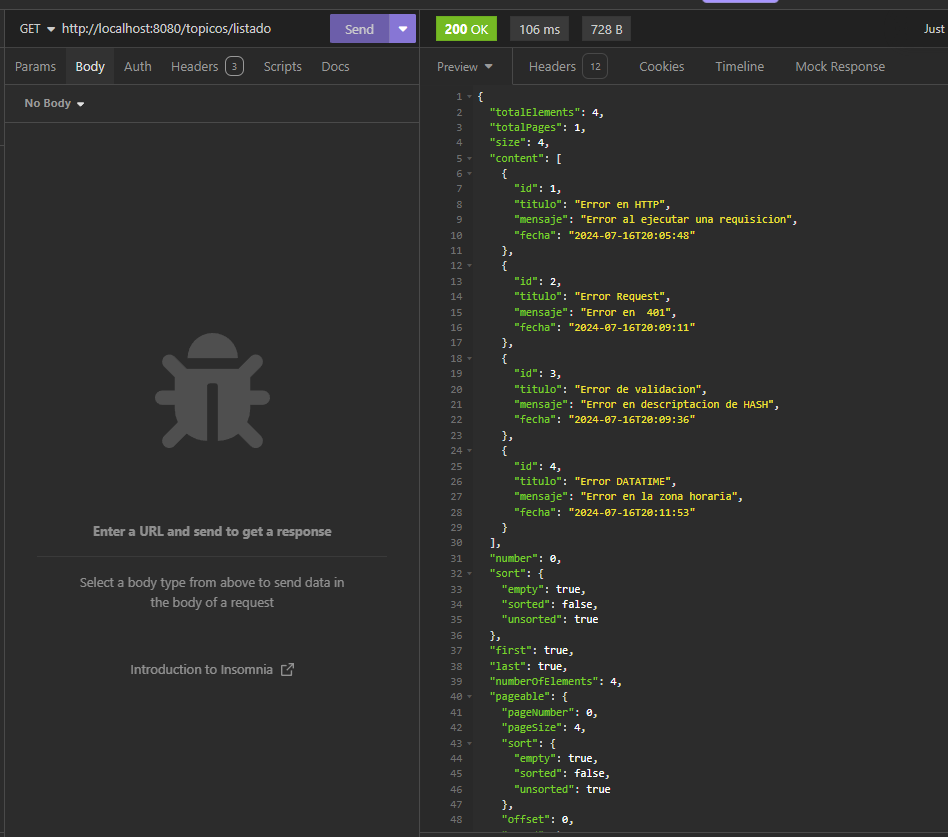 GET http://localhost:8080/topicos/listado Send
Params Body Auth Headers 3 Scripts Docs
No Body
Enter a URL and send to get a response
Select a body type from above to send data in
the body of a request
Introduction to Insomnia
200 OK 106 ms 728 B Just
Preview Headers 12 Cookies Timeline Mock Response
1 {
2 "totalElements": 4,
3 "totalPages": 1,
4 "size": 4,
5 "content": [
6 {
7 "id": 1,
8 "titulo": "Error en HTTP",
9 "mensaje": "Error al ejecutar una requisicion",
10 "fecha": "2024-07-16T20:05:48"
11 },
12 {
13 "id": 2,
14 "titulo": "Error Request",
15 "mensaje": "Error en  401",
16 "fecha": "2024-07-16T20:09:11"
17 },
18 {
19 "id": 3,
20 "titulo": "Error de validacion",
21 "mensaje": "Error en descriptacion de HASH",
22 "fecha": "2024-07-16T20:09:36"
23 },
24 {
25 "id": 4,
26 "titulo": "Error DATATIME",
27 "mensaje": "Error en la zona horaria",
28 "fecha": "2024-07-16T20:11:53"
29 }
30 ],
31 "number": 0,
32 "sort": {
33 "empty": true,
34 "sorted": false,
35 "unsorted": true
36 },
37 "first": true,
38 "last": true,
39 "numberOfElements": 4,
40 "pageable": {
41 "pageNumber": 0,
42 "pageSize": 4,
43 "sort": {
44 "empty": true,
45 "sorted": false,
46 "unsorted": true
47 },
48 "offset": 0,